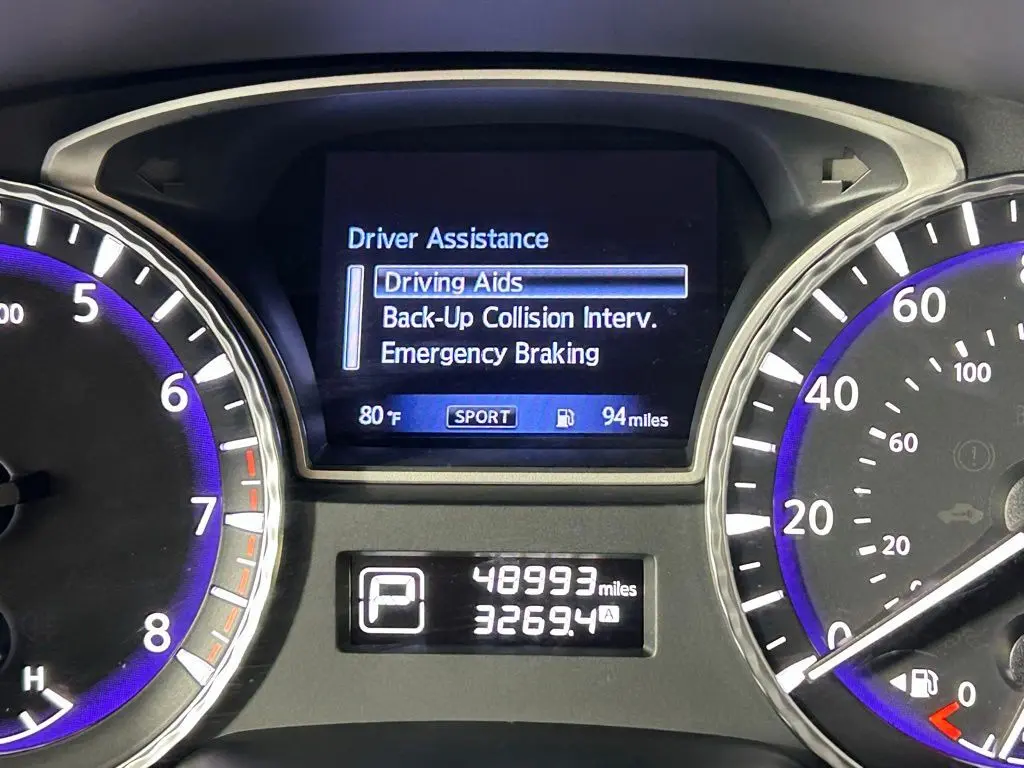 Driver Assistance
Driving Aids
Back-Up Collision Interv.
Emergency Braking
80°F SPORT 94 miles
P
48993 miles
3269.4 A
5
6
7
8
H
60
40
20
0
100
60
20
0